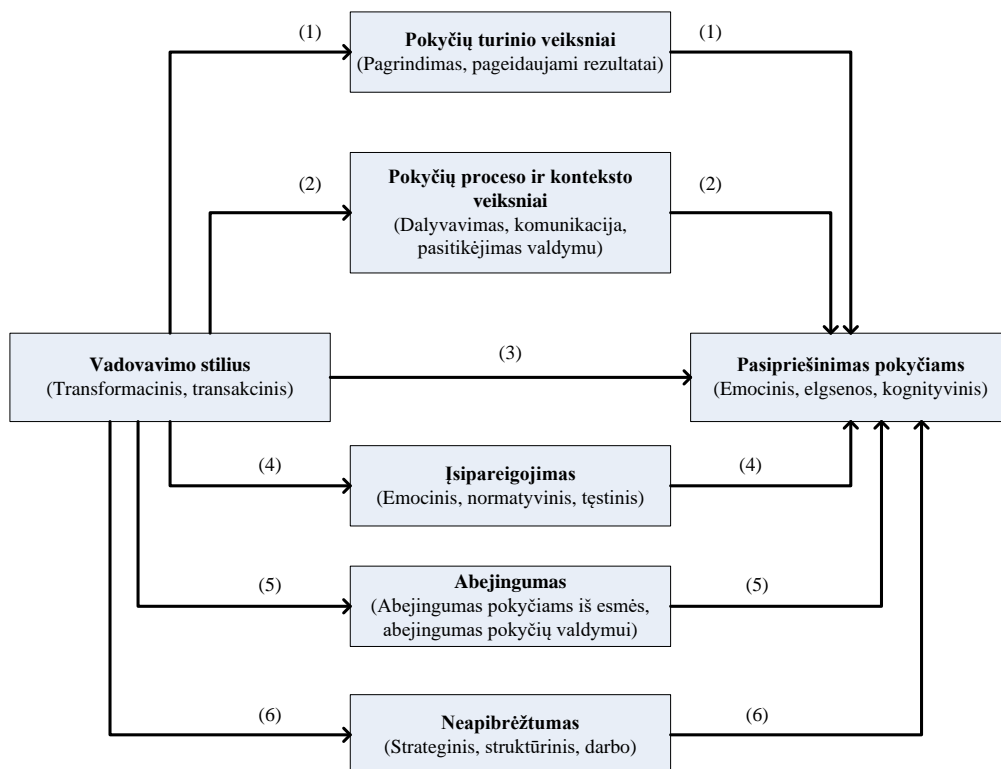 (1)
Pokyčių turinio veiksniai
(Pagrindimas, pageidaujami rezultatai)
(1)
(2)
Pokyčių proceso ir konteksto
veiksniai
(Dalyvavimas, komunikacija,
pasitikėjimas valdymu)
(2)
Vadovavimo stilius
(Transformacinis, transakcinis)
(3)
Pasipriešinimas pokyčiams
(Emocinis, elgsenos, kognityvinis)
(4)
Įsipareigojimas
(Emocinis, normatyvinis, tęstinis)
(4)
(5)
Abejingumas
(Abejingumas pokyčiams iš esmės,
abejingumas pokyčių valdymui)
(5)
(6)
Neapibrėžtumas
(Strateginis, struktūrinis, darbo)
(6)